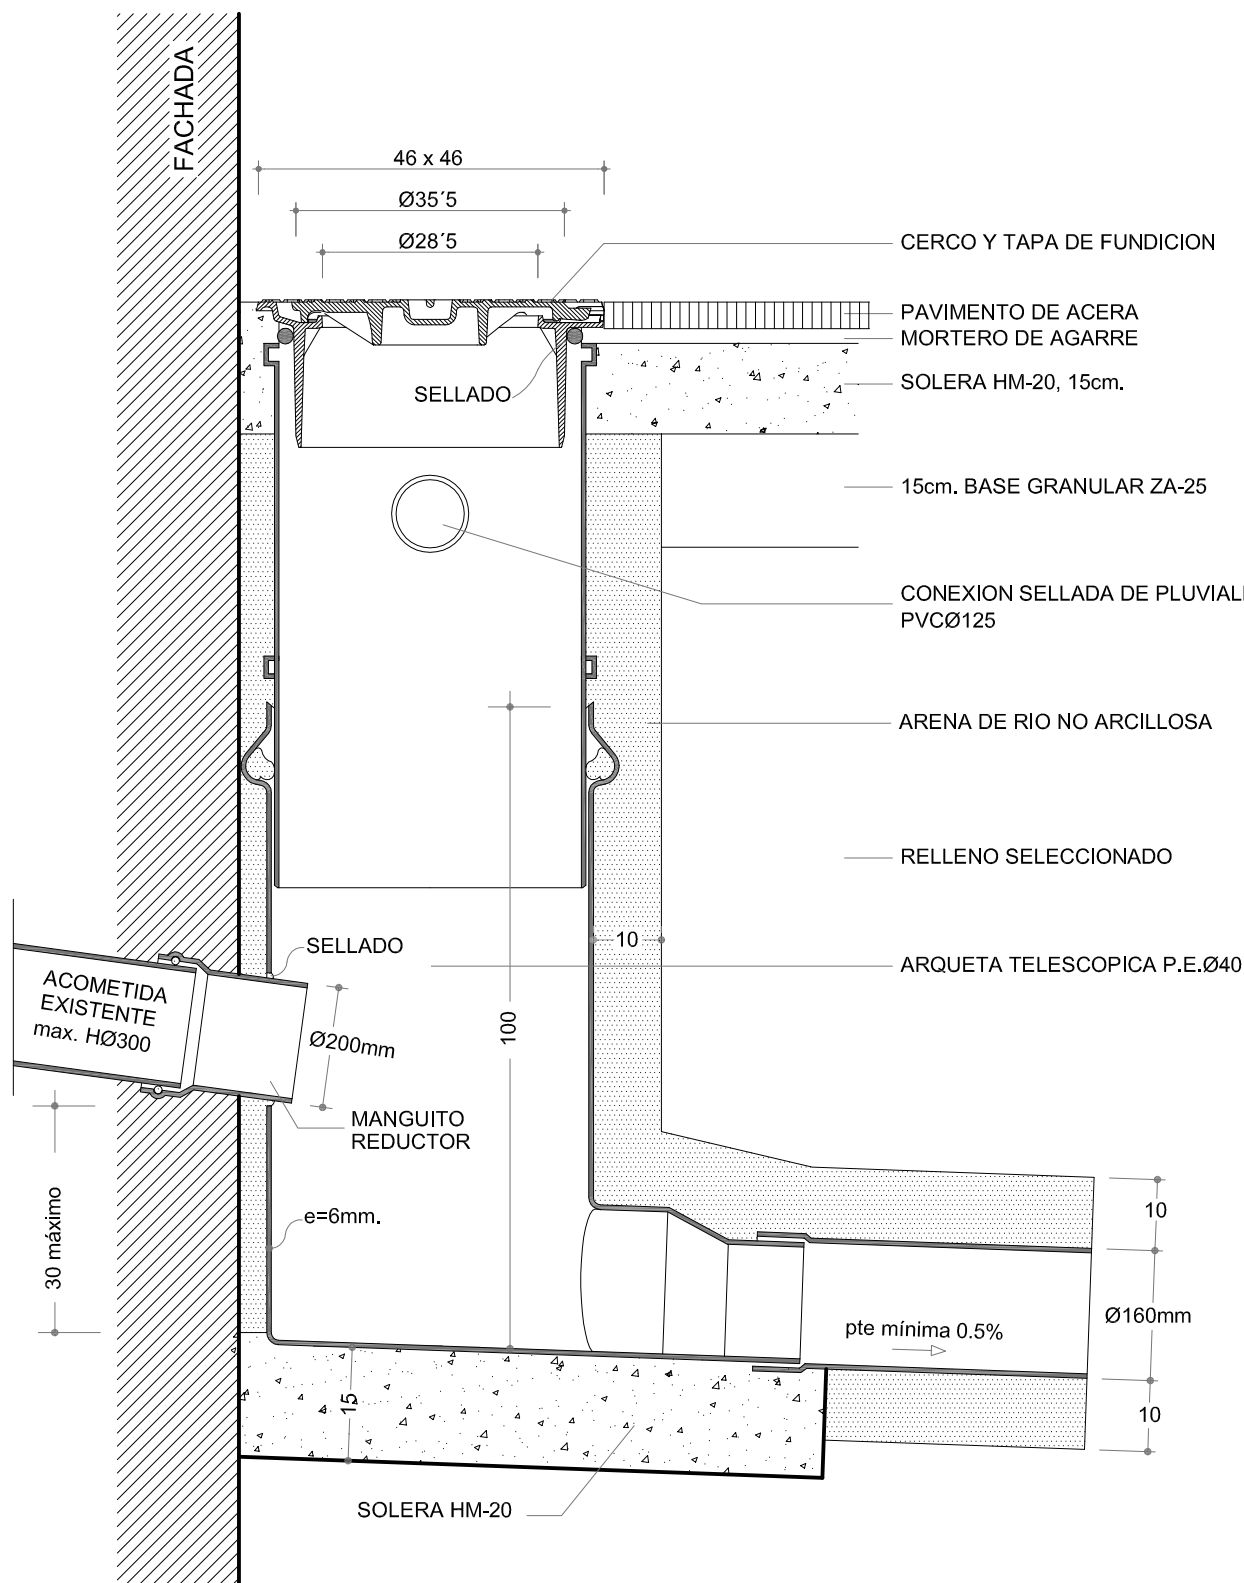 FACHADA
46 x 46
Ø35´5
Ø28´5
CERCO Y TAPA DE FUNDICION
PAVIMENTO DE ACERA
MORTERO DE AGARRE
SOLERA HM-20, 15cm.
SELLADO
15cm. BASE GRANULAR ZA-25
CONEXION SELLADA DE PLUVIAL
PVCØ125
ARENA DE RIO NO ARCILLOSA
RELLENO SELECCIONADO
10
SELLADO
ARQUETA TELESCOPICA P.E.Ø40
ACOMETIDA
EXISTENTE
max. HØ300
Ø200mm
100
MANGUITO
REDUCTOR
30 máximo
e=6mm.
10
Ø160mm
pte mínima 0.5%
15
10
SOLERA HM-20